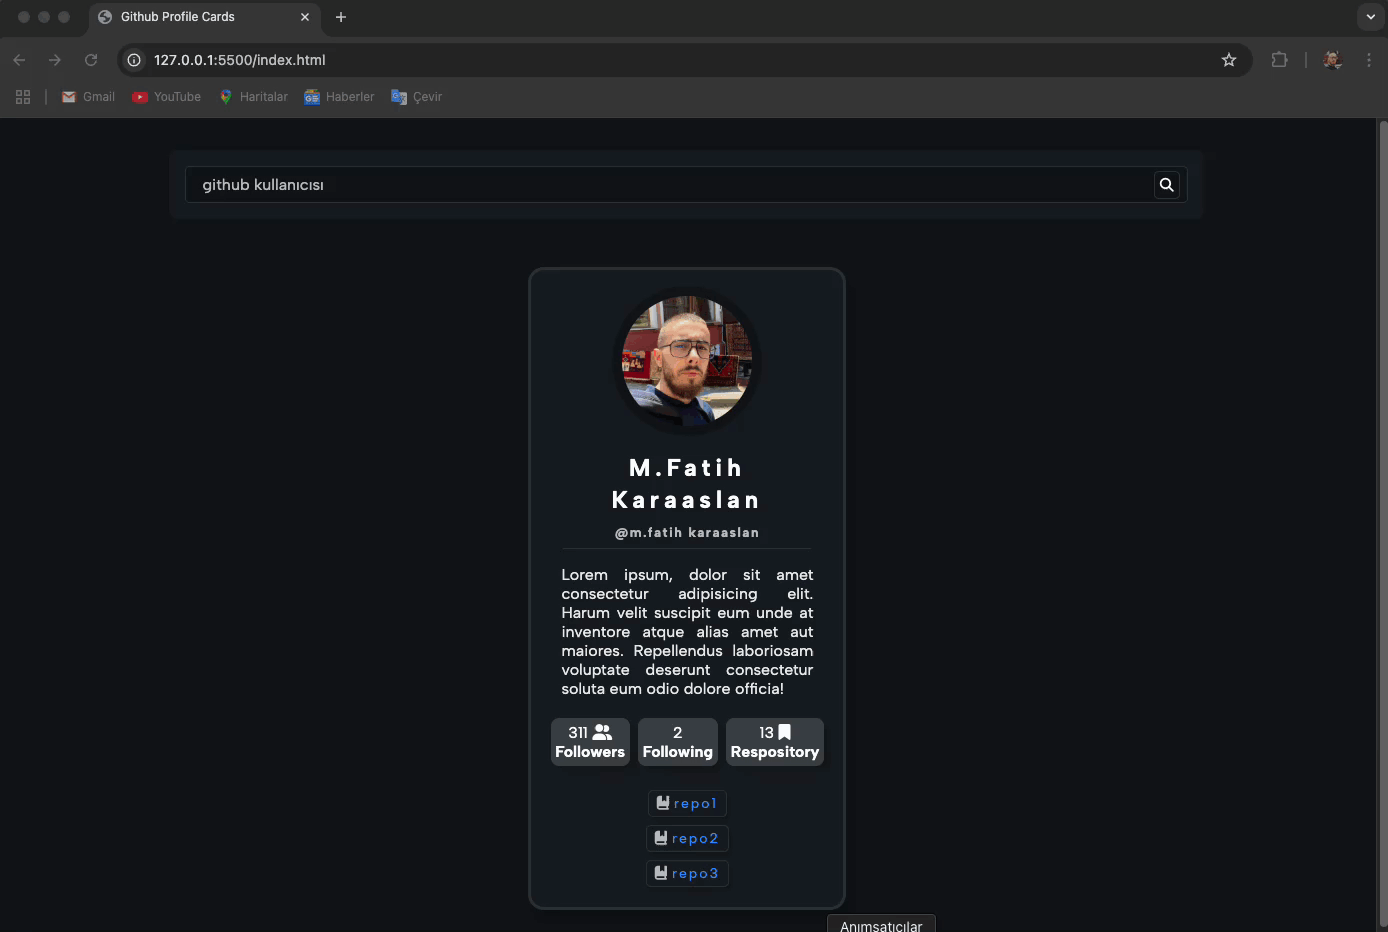 Github Profile Cards
127.0.0.1:5500/index.html
Gmail YouTube Haritalar Haberler Çevir
github kullanıcısı
M.Fatih
Karaaslan
@m.fatih karaaslan
Lorem ipsum, dolor sit amet
consectetur adipisicing elit.
Harum velit suscipit eum unde at
inventore atque alias amet aut
maiores. Repellendus laboriosam
voluptate deserunt consectetur
soluta eum odio dolore officia!
311 2 13
Followers Following Respository
repo1
repo2
repo3
Anımsatıcılar